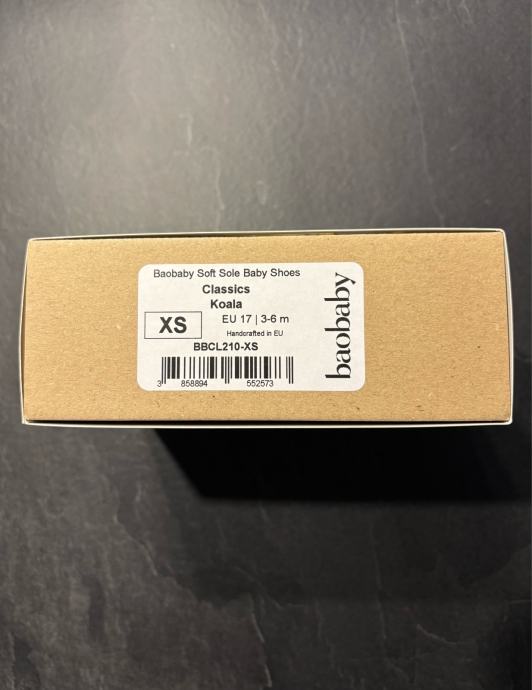 Baobaby Soft Sole Baby Shoes
Classics
Koala
XS
EU 17 | 3-6 m
Handcrafted in EU
BBCL210-XS
3 858894 552573
baobaby